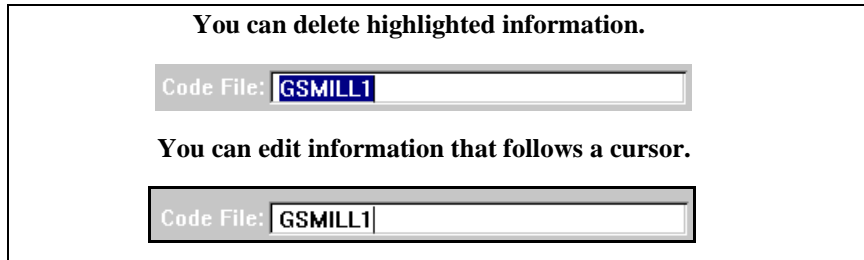 You can delete highlighted information.
Code File: GSMILL1
You can edit information that follows a cursor.
Code File: GSMILL1